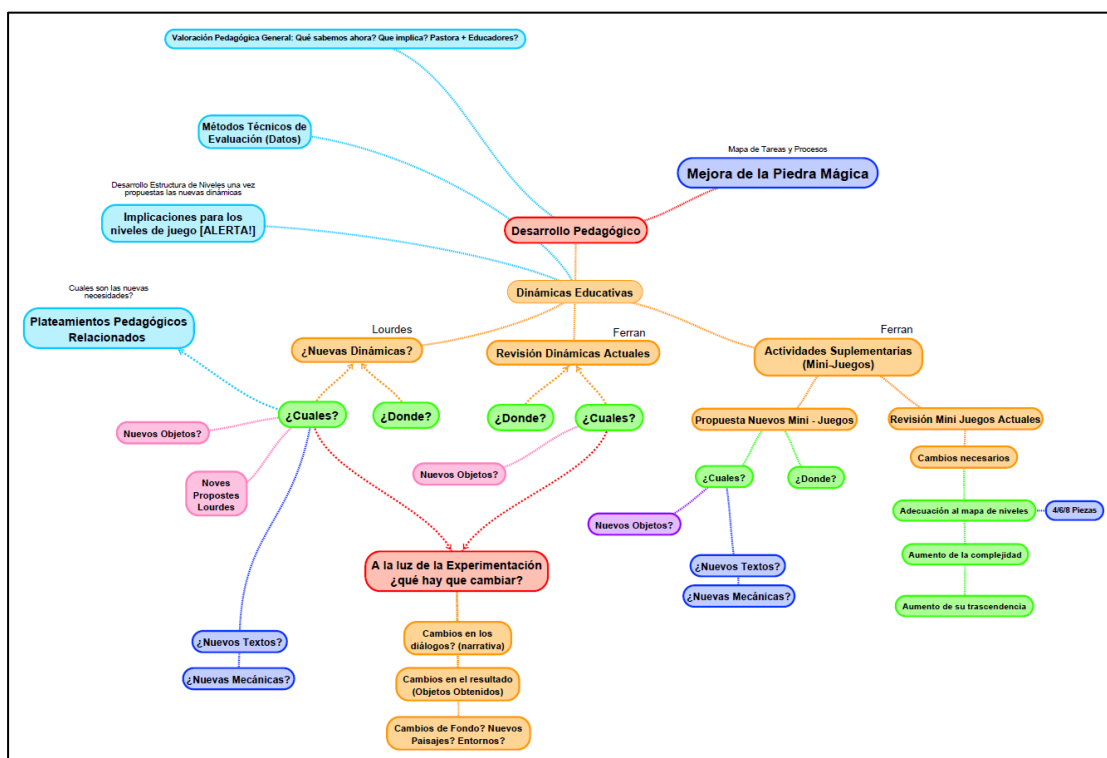 Valoración Pedagógica General: Qué sabemos ahora? Que implica? Pastora + Educadores?
Métodos Técnicos de
Evaluación (Datos)
Mapa de Tareas y Procesos
Mejora de la Piedra Mágica
Desarrollo Estructura de Niveles una vez
propuestas las nuevas dinámicas
Implicaciones para los
niveles de juego [ALERTA!]
Desarrollo Pedagógico
Cuales son las nuevas
necesidades?
Plateamientos Pedagógicos
Relacionados
Dinámicas Educativas
Lourdes
¿Nuevas Dinámicas?
Ferran
Revisión Dinámicas Actuales
Ferran
Actividades Suplementarias
(Mini-Juegos)
¿Cuales?
¿Donde?
¿Donde?
¿Cuales?
Propuesta Nuevos Mini - Juegos
Revisión Mini Juegos Actuales
Nuevos Objetos?
Nuevos Objetos?
Noves
Propostes
Lourdes
Cambios necesarios
¿Cuales?
¿Donde?
Adecuación al mapa de niveles
4/6/8 Piezas
Nuevos Objetos?
A la luz de la Experimentación
¿qué hay que cambiar?
¿Nuevos Textos?
¿Nuevas Mecánicas?
Aumento de la complejidad
Aumento de su trascendencia
¿Nuevos Textos?
¿Nuevas Mecánicas?
Cambios en los
diálogos? (narrativa)
Cambios en el resultado
(Objetos Obtenidos)
Cambios de Fondo? Nuevos
Paisajes? Entornos?